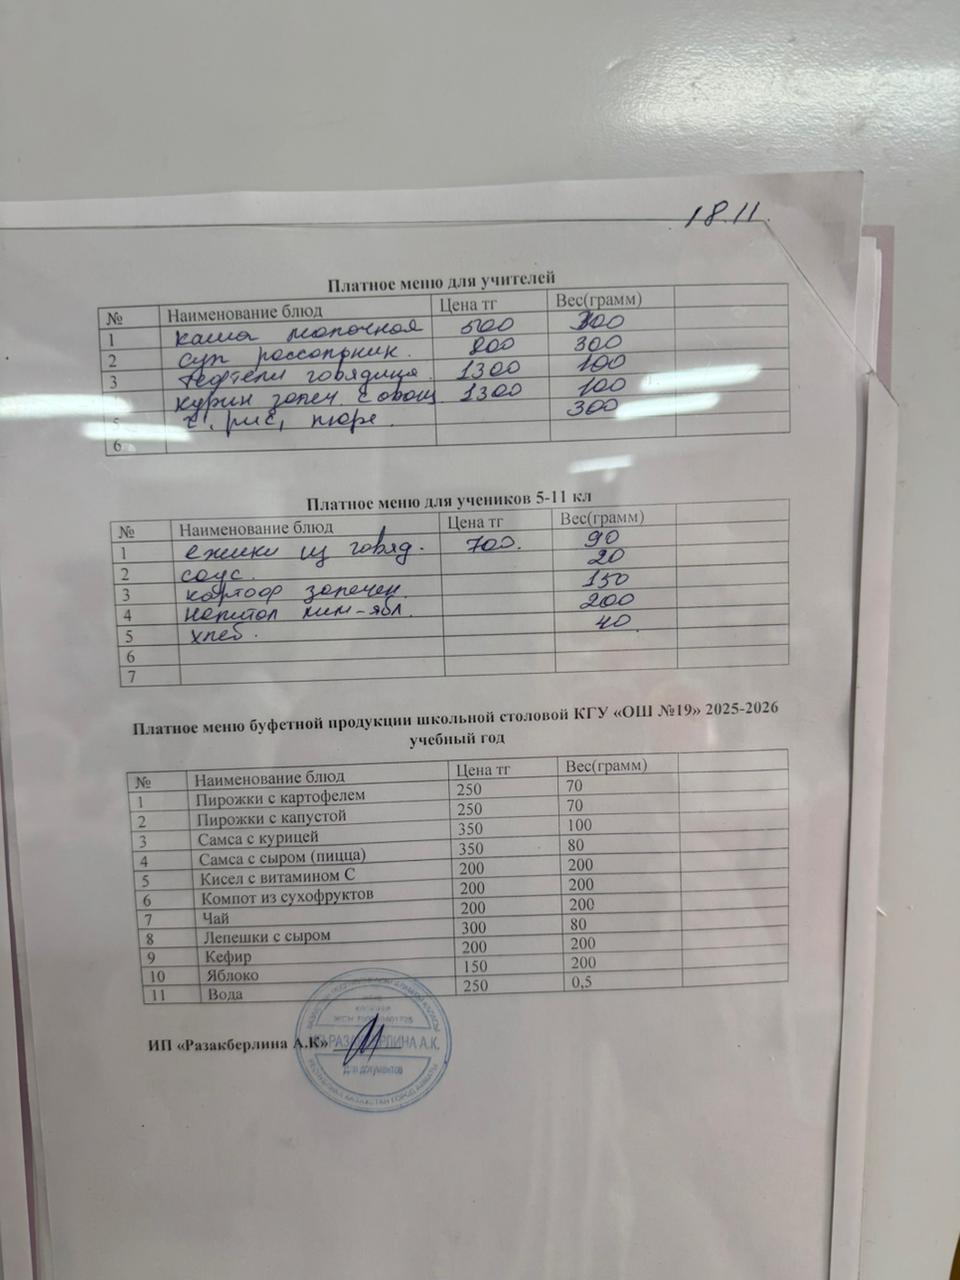 18.11.
Платное меню для учителей
№ Наименование блюд Цена тг Вес(грамм)
1 каша молочная 500 300
2 суп рассольник. 800 300
3 тефтели говядина 1300 100
курин запеч. с овощ 1300 100
5 г. рис, пюре. 300
6
Платное меню для учеников 5-11 кл
№ Наименование блюд Цена тг Вес(грамм)
1 ежики из говяд. 700. 90
2 соус. 20
3 картоф запечен. 150
4 напиток лим-ябл. 200
5 хлеб. 40
6
7
Платное меню буфетной продукции школьной столовой КГУ «ОШ №19» 2025-2026
учебный год
№ Наименование блюд Цена тг Вес(грамм)
1 Пирожки с картофелем 250 70
2 Пирожки с капустой 250 70
3 Самса с курицей 350 100
4 Самса с сыром (пицца) 350 80
5 Кисел с витамином С 200 200
6 Компот из сухофруктов 200 200
7 Чай 200 200
8 Лепешки с сыром 300 80
9 Кефир 200 200
10 Яблоко 150 200
11 Вода 250 0,5
ИП «Разакберлина А.К»
ИП РАЗАКБЕРЛИНА А.К.
Для документов